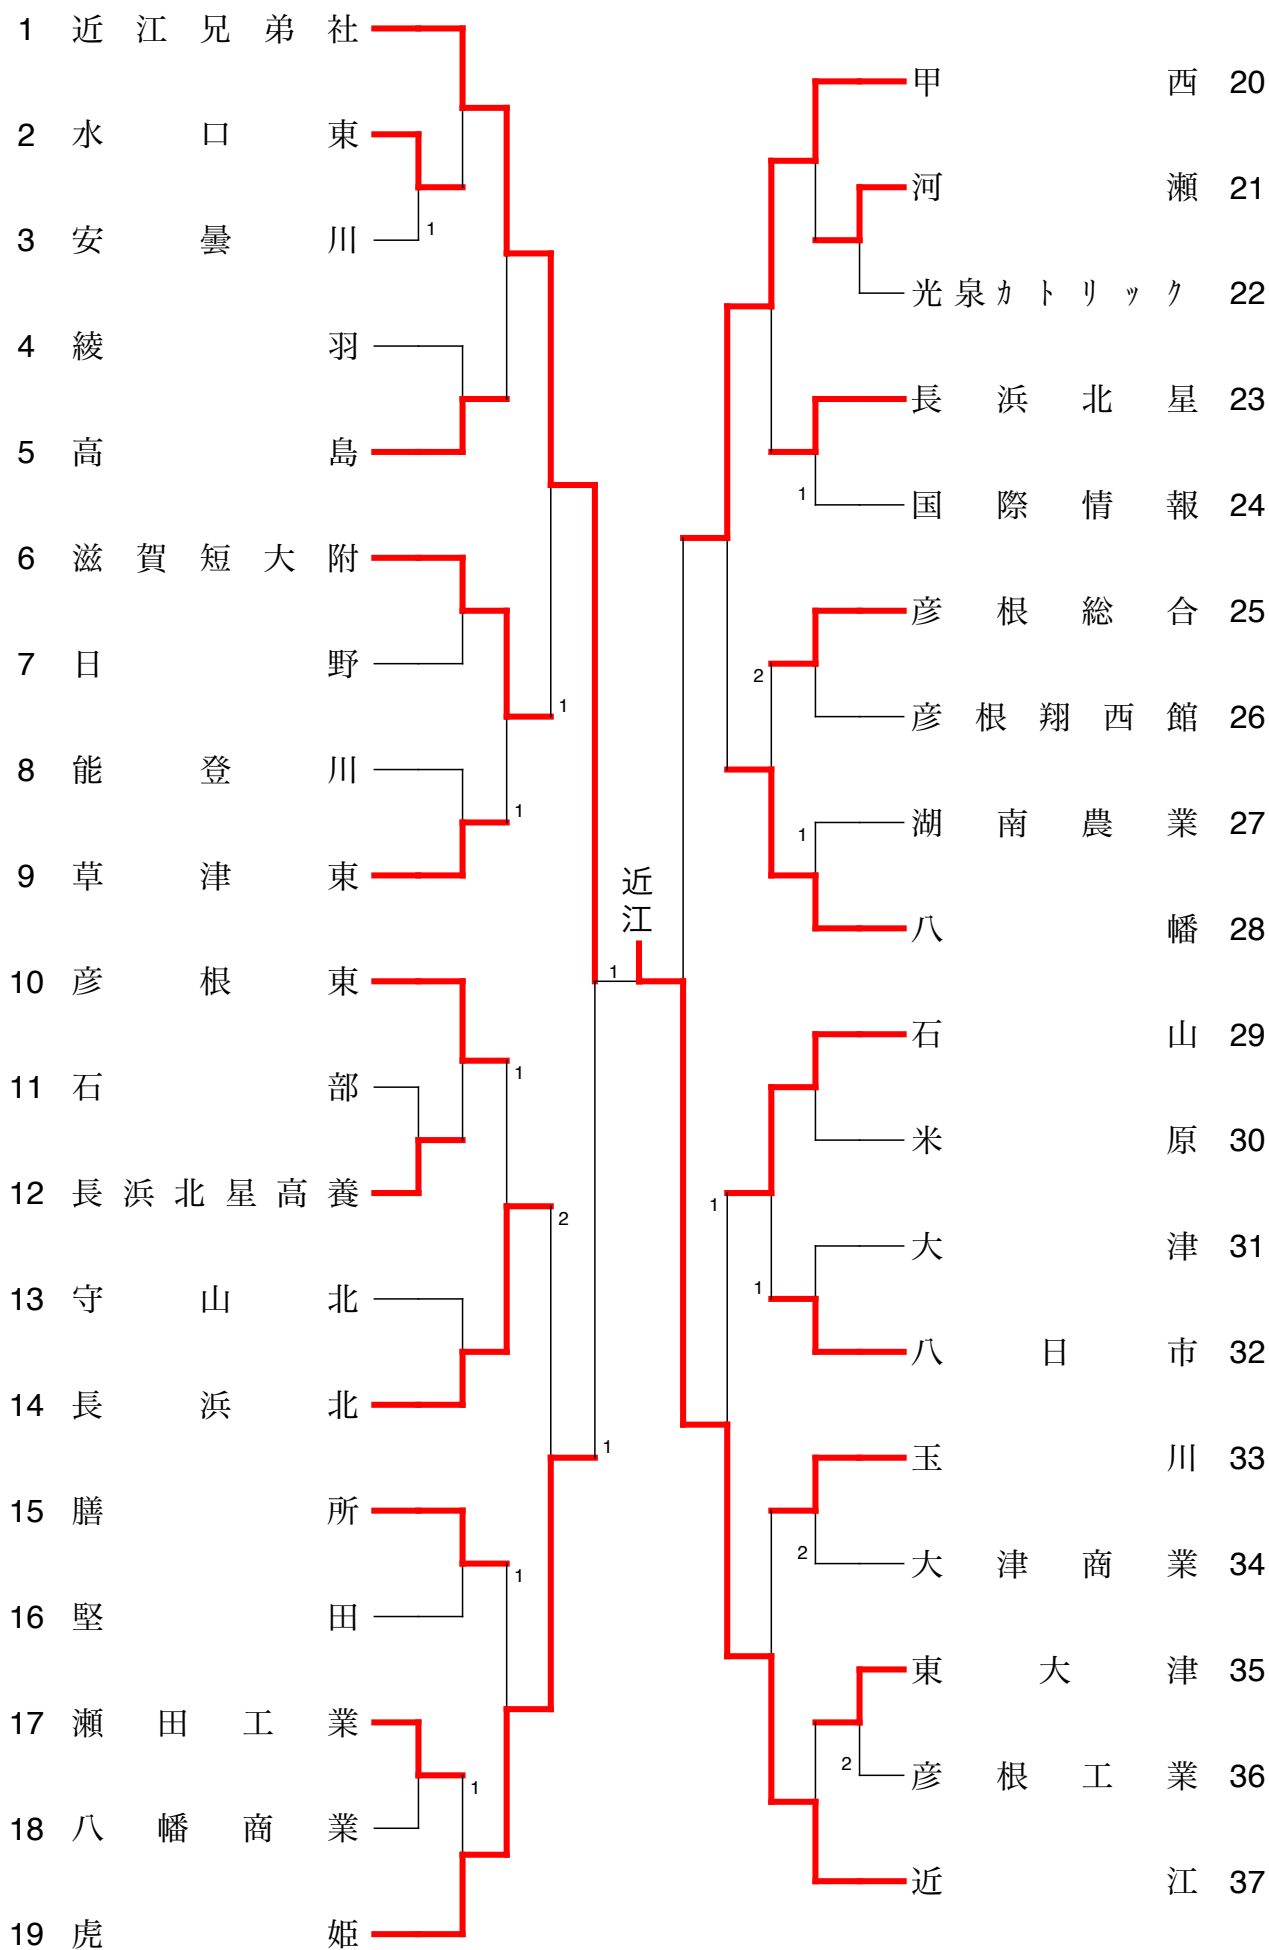 1 近江兄弟社
2 水口東
3 安曇川
1
4 綾羽
5 高島
6 滋賀短大附
7 日野
1
8 能登川
1
9 草津東
10 彦根東
1
11 石部
12 長浜北星高養
2
13 守山北
14 長浜北
1
15 膳所
1
16 堅田
17 瀬田工業
1
18 八幡商業
19 虎姫
近江
1
甲西 20
河瀬 21
光泉カトリック 22
長浜北星 23
1
国際情報 24
彦根総合 25
2
彦根翔西館 26
湖南農業 27
1
八幡 28
石山 29
米原 30
1
大津 31
1
八日市 32
玉川 33
2
大津商業 34
東大津 35
2
彦根工業 36
近江 37